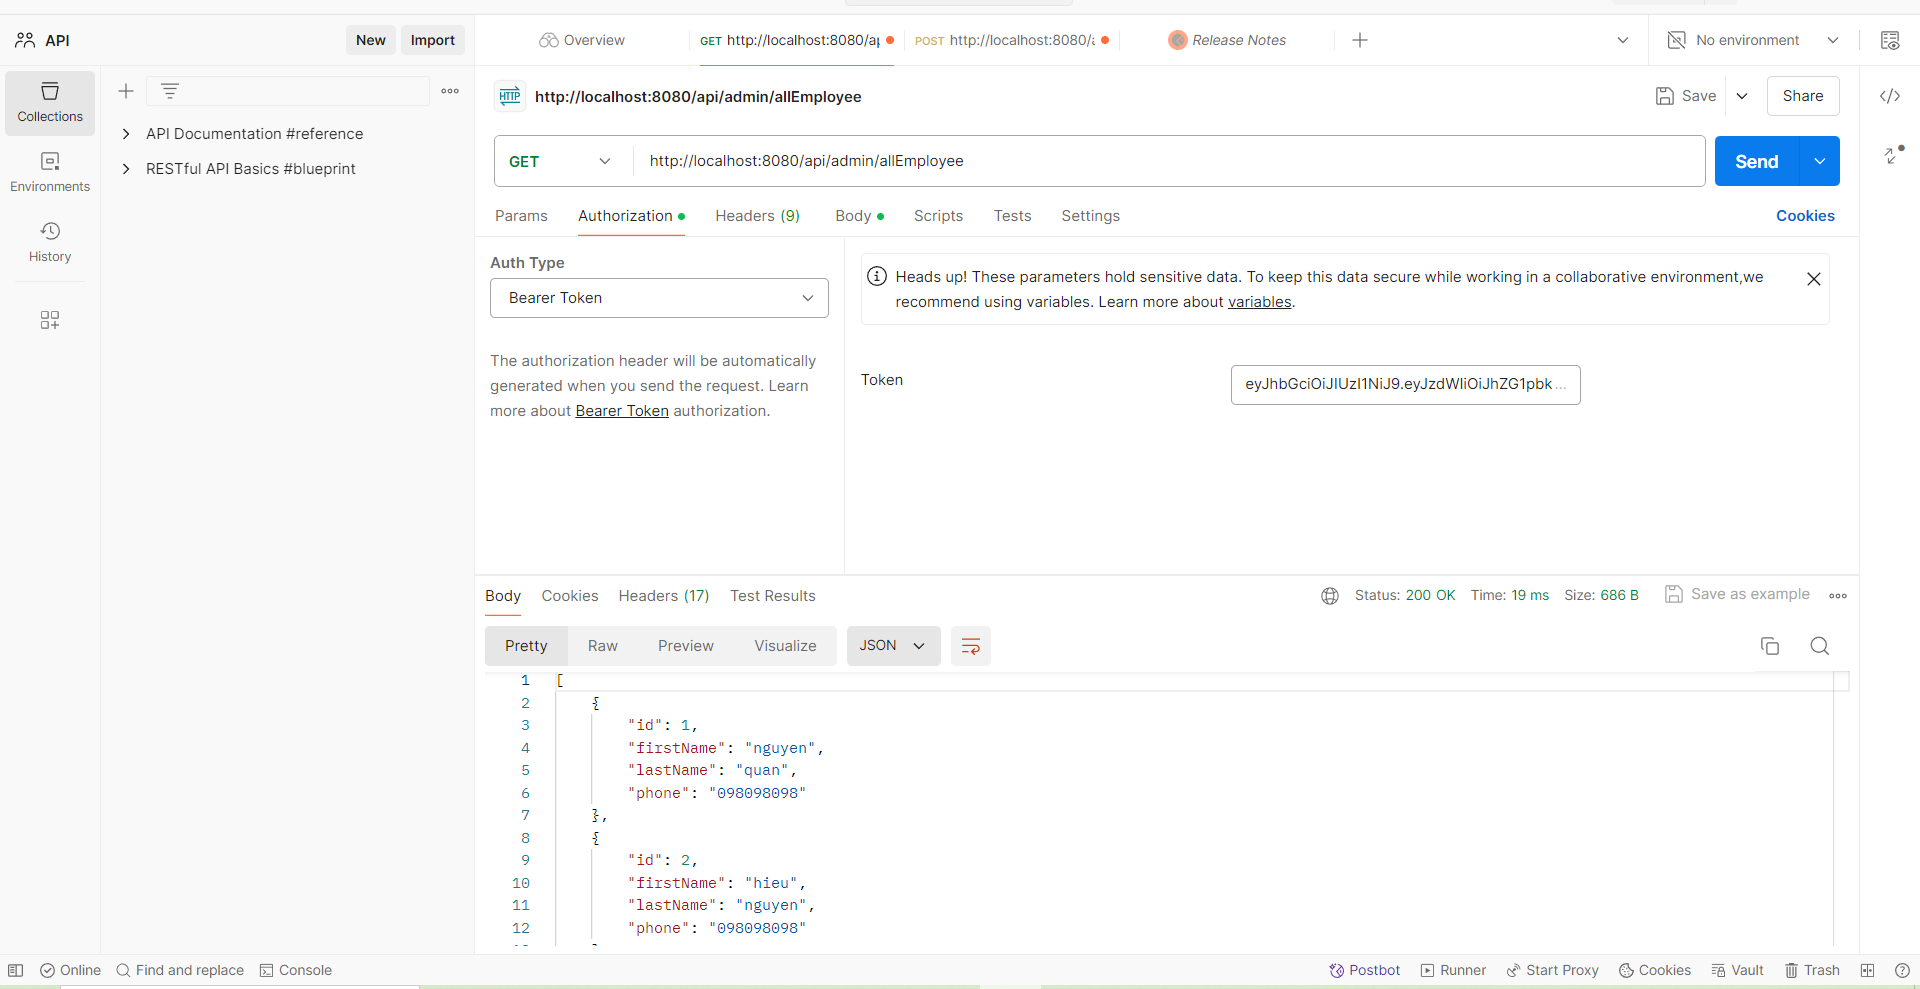 API
New
Import
Overview
GET http://localhost:8080/ap
POST http://localhost:8080/a
Release Notes
No environment
Collections
Environments
History
API Documentation #reference
RESTful API Basics #blueprint
HTTP http://localhost:8080/api/admin/allEmployee
Save
Share
GET
http://localhost:8080/api/admin/allEmployee
Send
Params
Authorization
Headers (9)
Body
Scripts
Tests
Settings
Cookies
Auth Type
Bearer Token
The authorization header will be automatically
generated when you send the request. Learn
more about Bearer Token authorization.
Heads up! These parameters hold sensitive data. To keep this data secure while working in a collaborative environment,we
recommend using variables. Learn more about variables.
Token
eyJhbGciOiJIUzI1NiJ9.eyJzdWIiOiJhZG1pbk...
Body
Cookies
Headers (17)
Test Results
Status: 200 OK
Time: 19 ms
Size: 686 B
Save as example
Pretty
Raw
Preview
Visualize
JSON
1 [
2 {
3 "id": 1,
4 "firstName": "nguyen",
5 "lastName": "quan",
6 "phone": "098098098"
7 },
8 {
9 "id": 2,
10 "firstName": "hieu",
11 "lastName": "nguyen",
12 "phone": "098098098"
Online
Find and replace
Console
Postbot
Runner
Start Proxy
Cookies
Vault
Trash